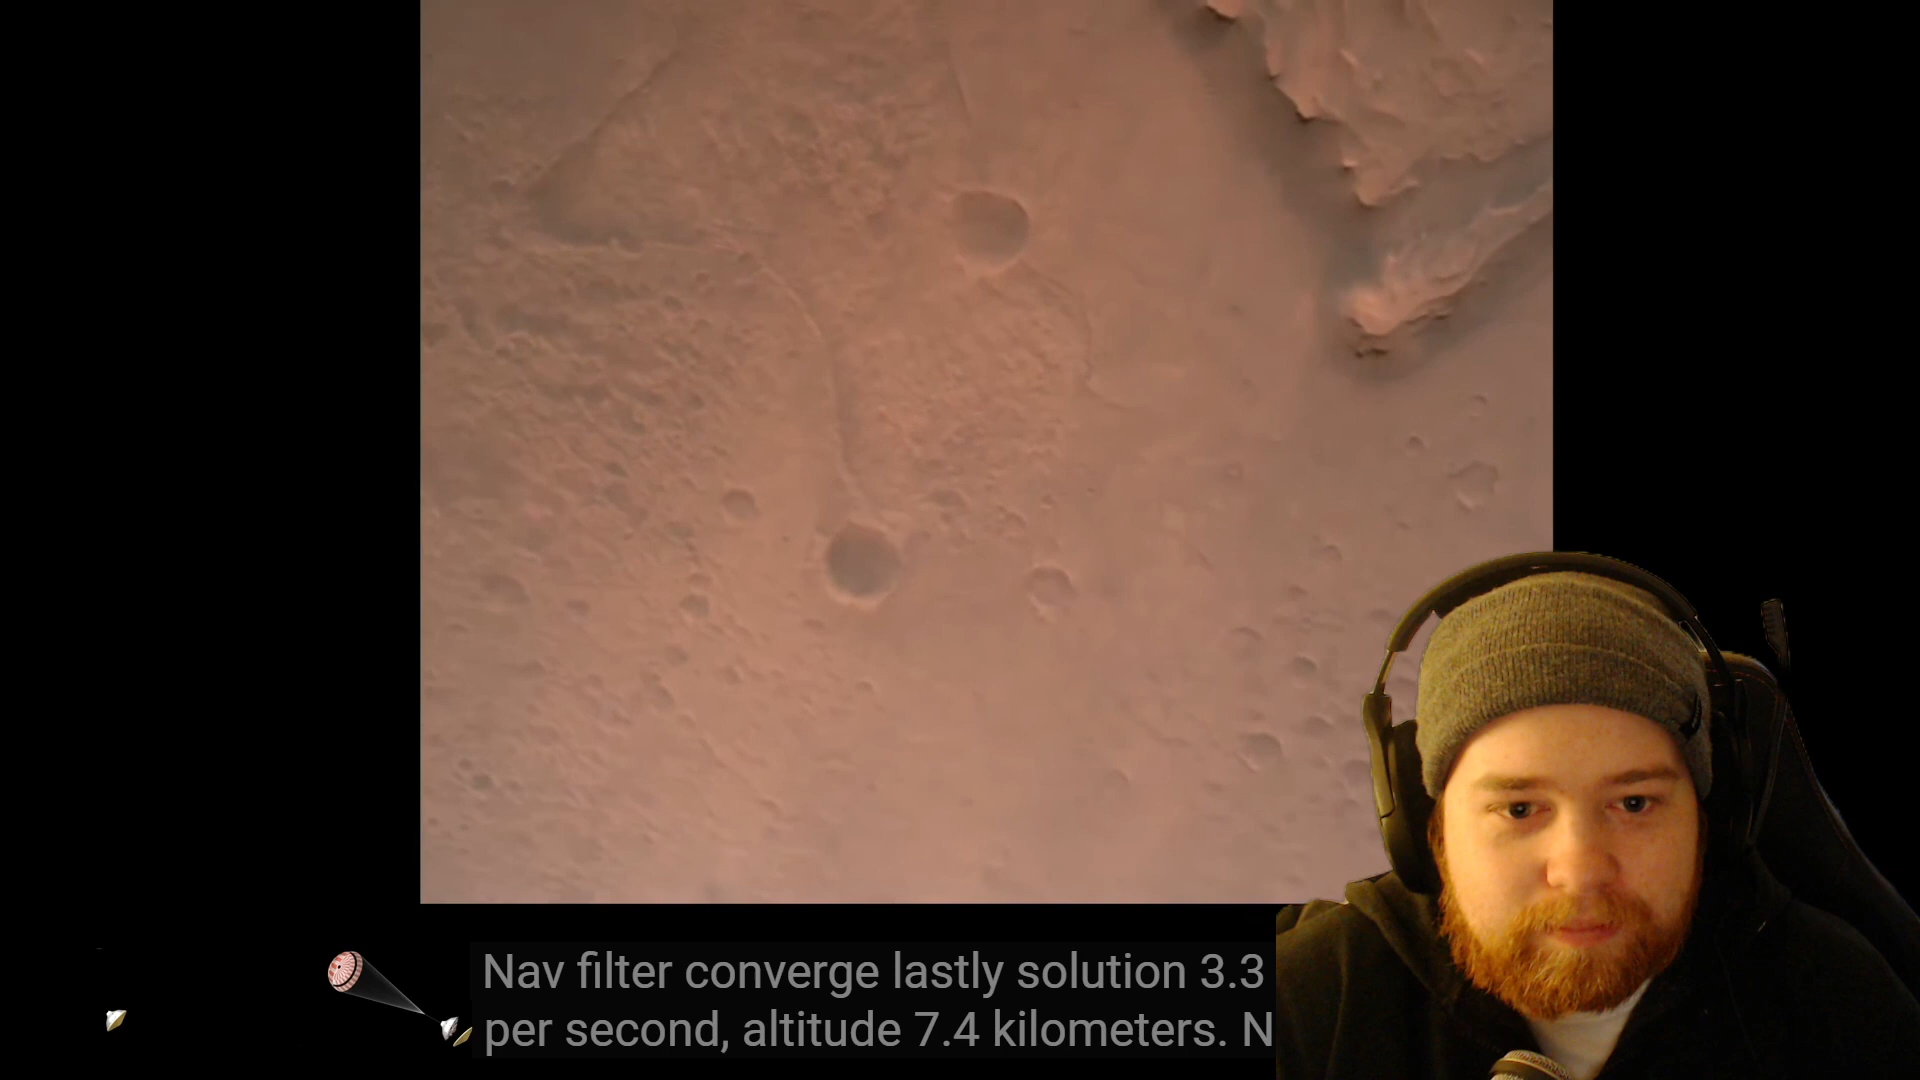 Nav filter converge lastly solution 3.3
per second, altitude 7.4 kilometers. N